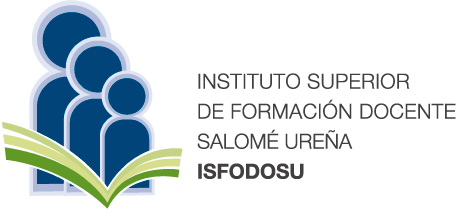 INSTITUTO SUPERIOR
DE FORMACIÓN DOCENTE
SALOMÉ UREÑA
ISFODOSU